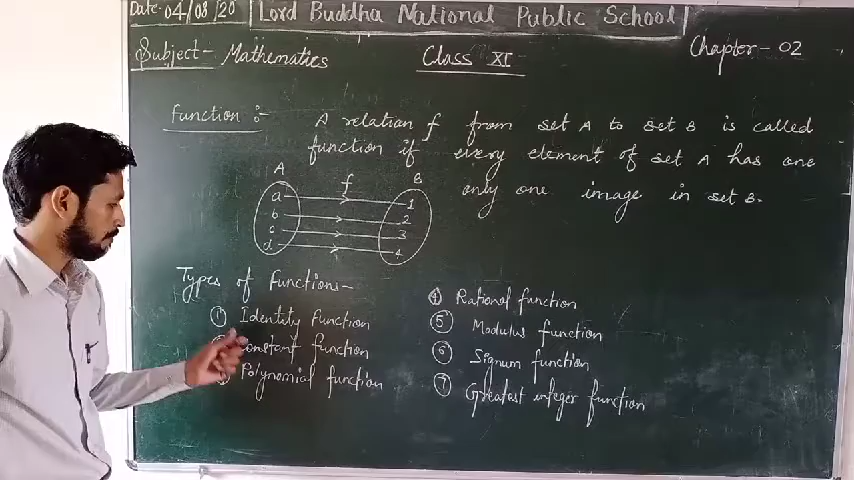 Date: 04/08/20 Lord Buddha National Public School
Subject- Mathematics Class XI Chapter- 02
function :- A relation f from set A to set B is called
function if every element of set A has one
only one image in set B.
A f B
a 1
b 2
c 3
d 4
Types of Functions-
① Identity function
Constant function
Polynomial function
④ Rational function
⑤ Modulus function
⑥ Signum function
⑦ Greatest integer function